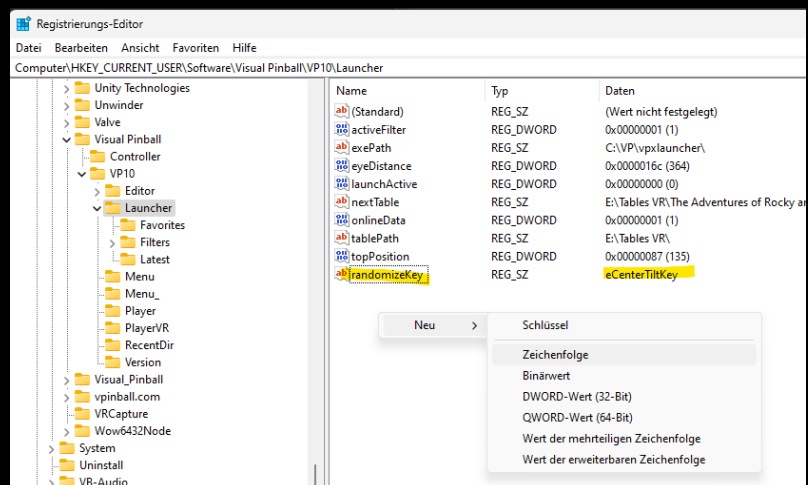 Registrierungs-Editor
Datei Bearbeiten Ansicht Favoriten Hilfe
Computer\HKEY_CURRENT_USER\Software\Visual Pinball\VP10\Launcher
Unity Technologies
Unwinder
Valve
Visual Pinball
Controller
VP10
Editor
Launcher
Favorites
Filters
Latest
Menu
Menu_
Player
PlayerVR
RecentDir
Version
Visual_Pinball
vpinball.com
VRCapture
Wow6432Node
System
Uninstall
VB-Audio
Name Typ Daten
(Standard) REG_SZ (Wert nicht festgelegt)
activeFilter REG_DWORD 0x00000001 (1)
exePath REG_SZ C:\VP\vpxlauncher\
eyeDistance REG_DWORD 0x0000016c (364)
launchActive REG_DWORD 0x00000000 (0)
nextTable REG_SZ E:\Tables VR\The Adventures of Rocky ar
onlineData REG_DWORD 0x00000001 (1)
tablePath REG_SZ E:\Tables VR\
topPosition REG_DWORD 0x00000087 (135)
randomizeKey REG_SZ eCenterTiltKey
Neu
Schlüssel
Zeichenfolge
Binärwert
DWORD-Wert (32-Bit)
QWORD-Wert (64-Bit)
Wert der mehrteiligen Zeichenfolge
Wert der erweiterbaren Zeichenfolge